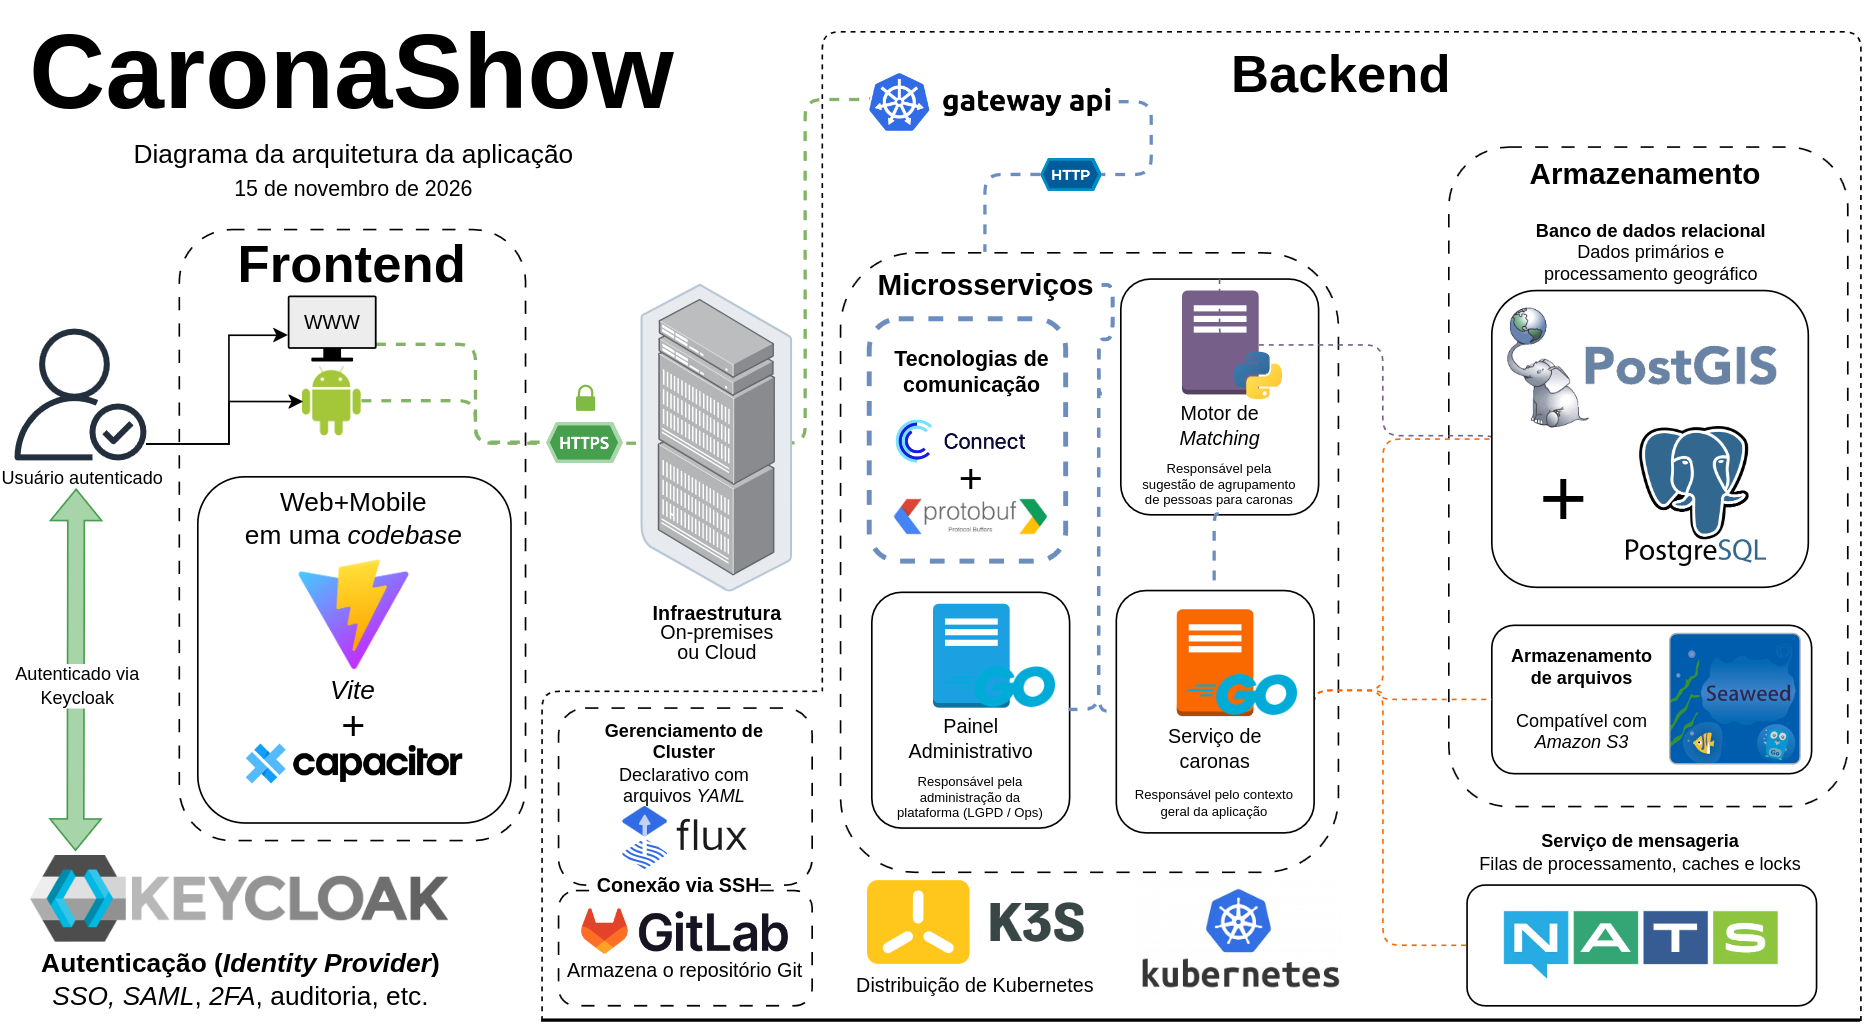 CaronaShow
Diagrama da arquitetura da aplicação
15 de novembro de 2026
Frontend
WWW
Usuário autenticado
Web+Mobile
em uma codebase
Vite
+
capacitor
Autenticado via
Keycloak
KEYCLOAK
Autenticação (Identity Provider)
SSO, SAML, 2FA, auditoria, etc.
HTTPS
Infraestrutura
On-premises
ou Cloud
Backend
gateway api
HTTP
Microsserviços
Tecnologias de
comunicação
Connect
+
protobuf
Protocol Buffers
Motor de
Matching
Responsável pela
sugestão de agrupamento
de pessoas para caronas
GO
Painel
Administrativo
Responsável pela
administração da
plataforma (LGPD / Ops)
GO
Serviço de
caronas
Responsável pelo contexto
geral da aplicação
Gerenciamento de
Cluster
Declarativo com
arquivos YAML
flux
Conexão via SSH
GitLab
Armazena o repositório Git
K3S
Distribuição de Kubernetes
kubernetes
Armazenamento
Banco de dados relacional
Dados primários e
processamento geográfico
PostGIS
+
PostgreSQL
Armazenamento
de arquivos
Compatível com
Amazon S3
Seaweed
Go
Serviço de mensageria
Filas de processamento, caches e locks
NATS